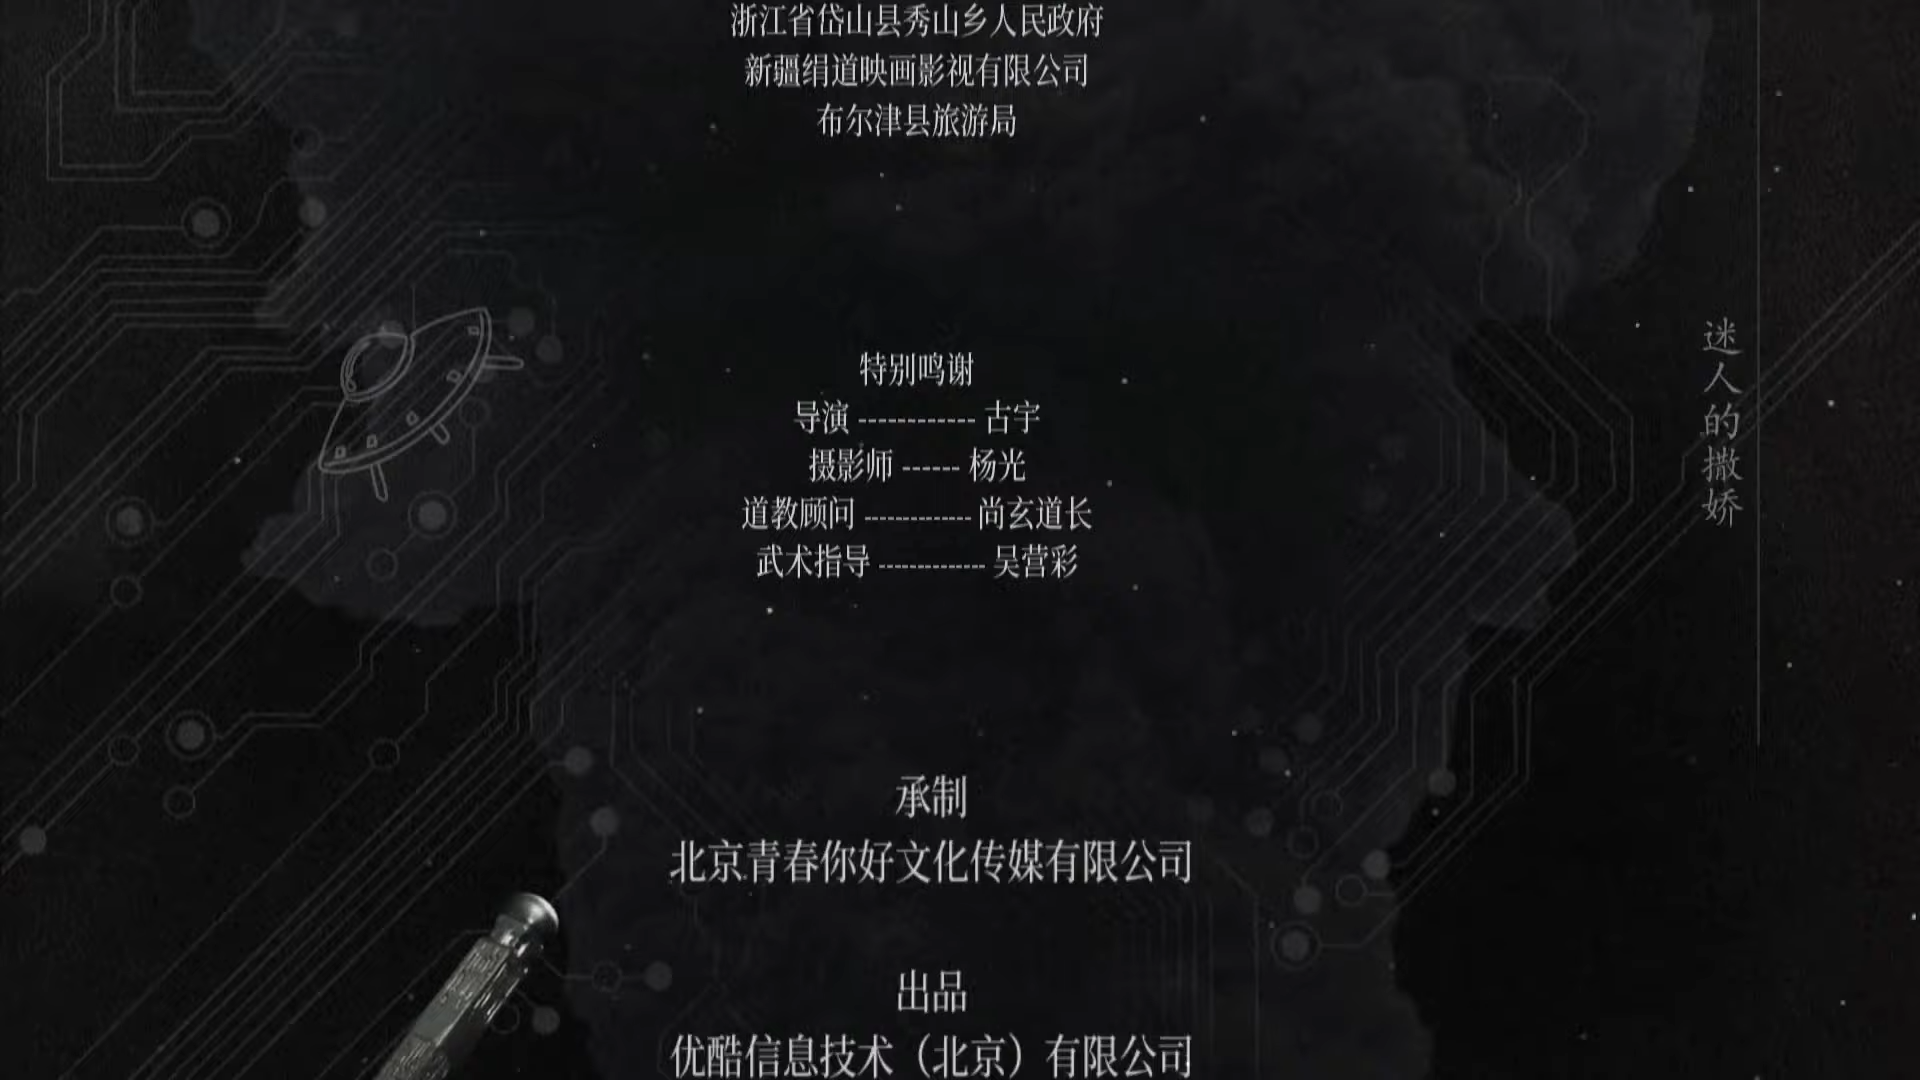 浙江省岱山县秀山乡人民政府
新疆绢道映画影视有限公司
布尔津县旅游局
特别鸣谢
导演 ------------ 古宇
摄影师 ------ 杨光
道教顾问 -------------- 尚玄道长
武术指导 -------------- 吴营彩
承制
北京青春你好文化传媒有限公司
出品
优酷信息技术（北京）有限公司
迷人的撒娇